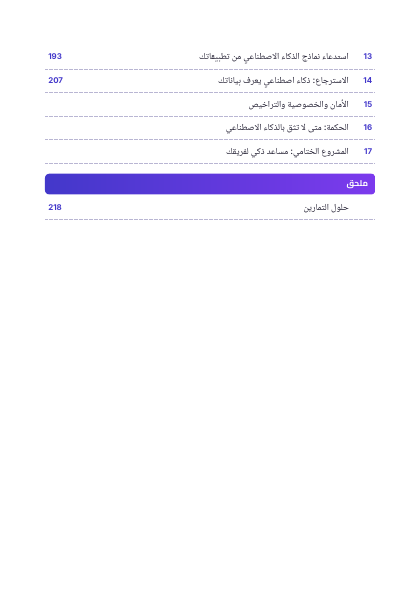 13 استدعاء نماذج الذكاء الاصطناعي من تطبيقاتك 193
14 الاسترجاع: ذكاء اصطناعي يعرف بياناتك 207
15 الأمان والخصوصية والتراخيص
16 الحكمة: متى لا تثق بالذكاء الاصطناعي
17 المشروع الختامي: مساعد ذكي لفريقك
ملحق
حلول التمارين 218